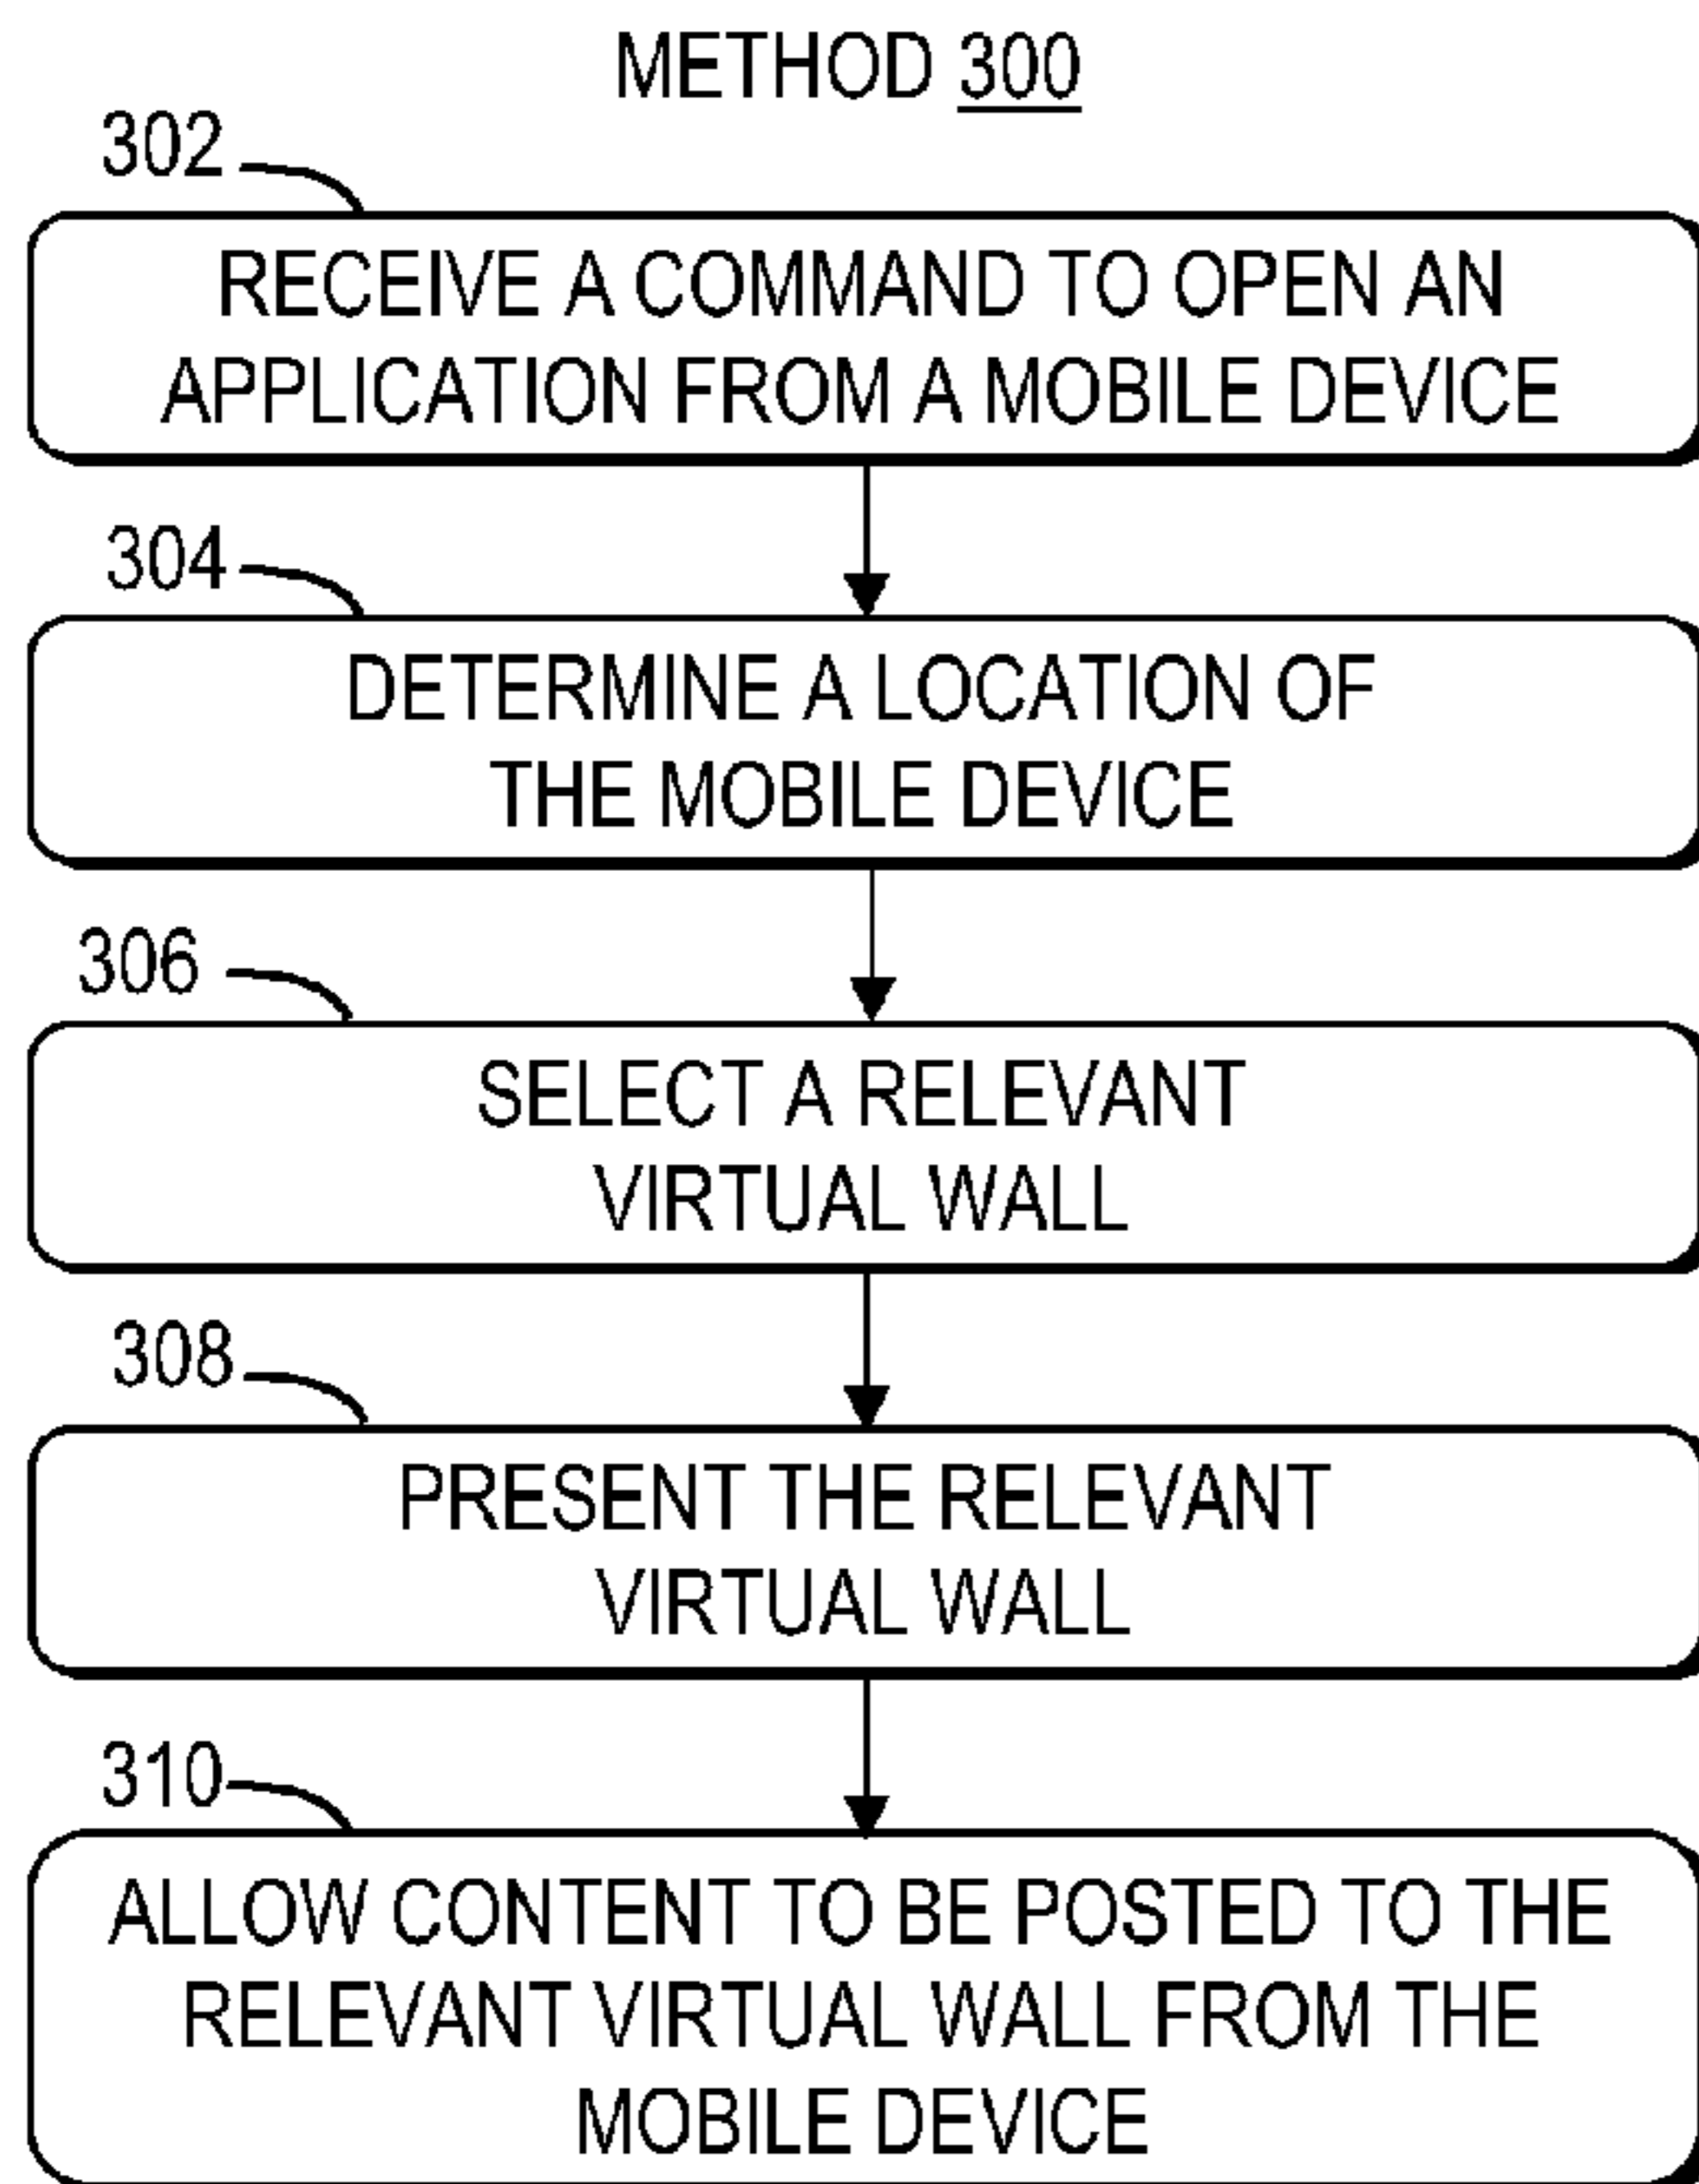 METHOD 300
302
RECEIVE A COMMAND TO OPEN AN
APPLICATION FROM A MOBILE DEVICE
304
DETERMINE A LOCATION OF
THE MOBILE DEVICE
306
SELECT A RELEVANT
VIRTUAL WALL
308
PRESENT THE RELEVANT
VIRTUAL WALL
310
ALLOW CONTENT TO BE POSTED TO THE
RELEVANT VIRTUAL WALL FROM THE
MOBILE DEVICE